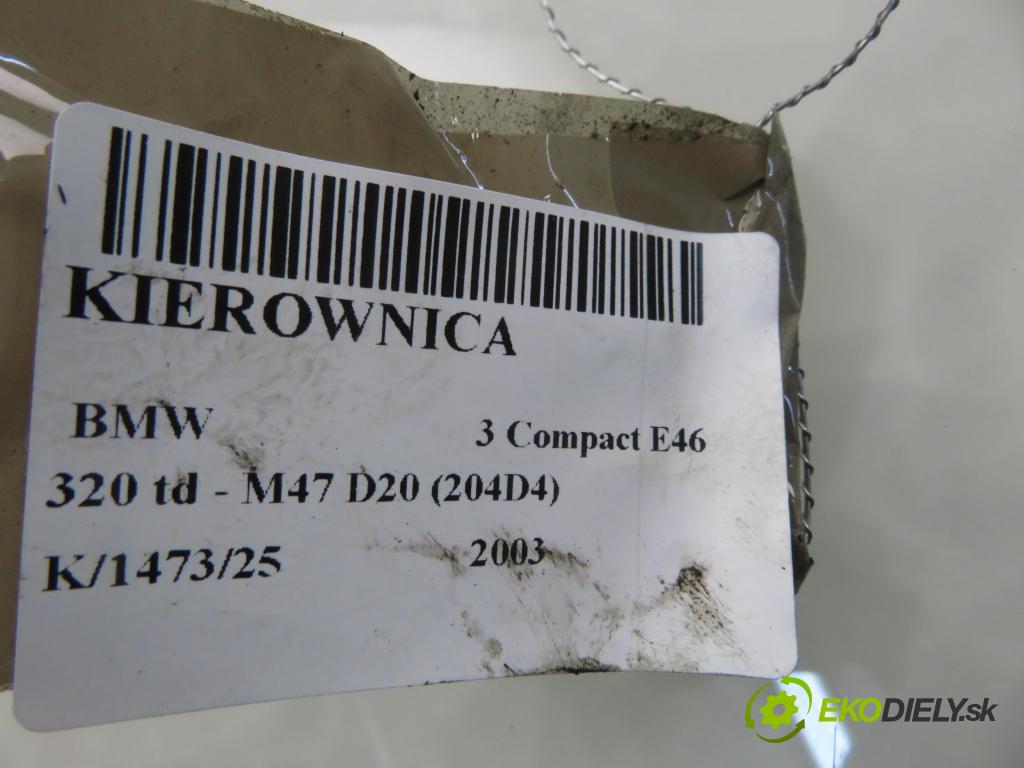 KIEROWNICA
BMW 3 Compact E46
320 td - M47 D20 (204D4)
K/1473/25 2003
EKODIELY.sk